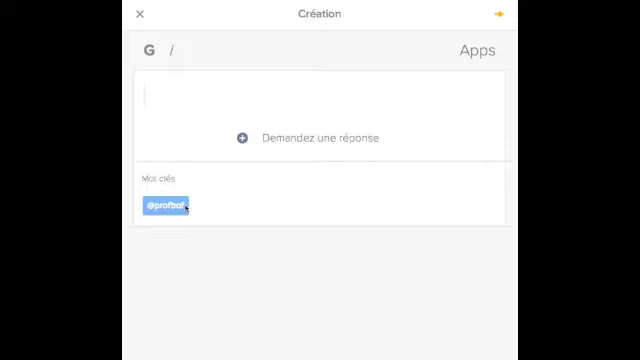 Création
G i Apps
Demandez une réponse
Mot clés
@profbot